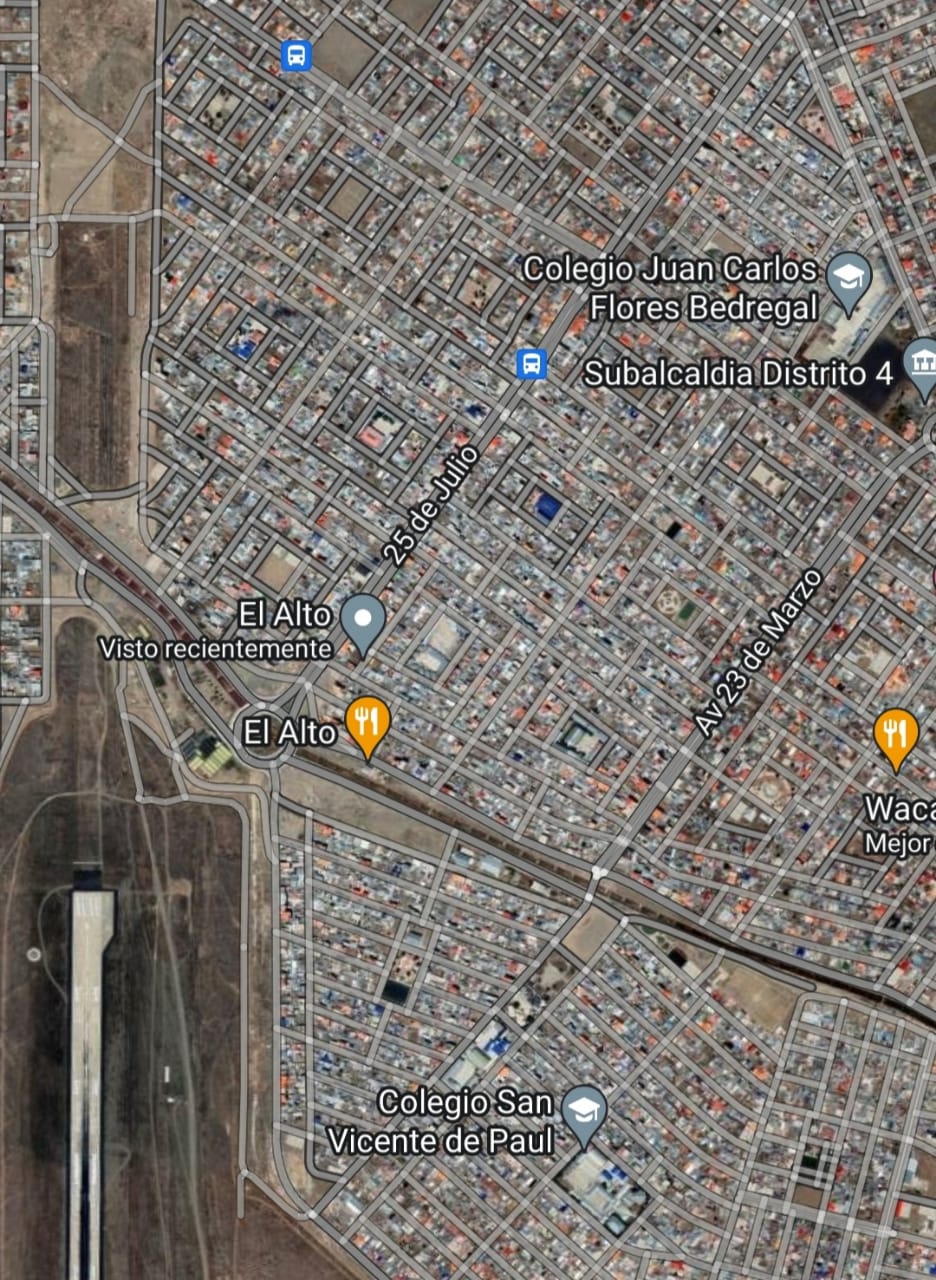 Colegio Juan Carlos
Flores Bedregal
Subalcaldia Distrito 4
25 de Julio
El Alto
Visto recientemente
Av 23 de Marzo
El Alto
Waca
Mejor
Colegio San
Vicente de Paul